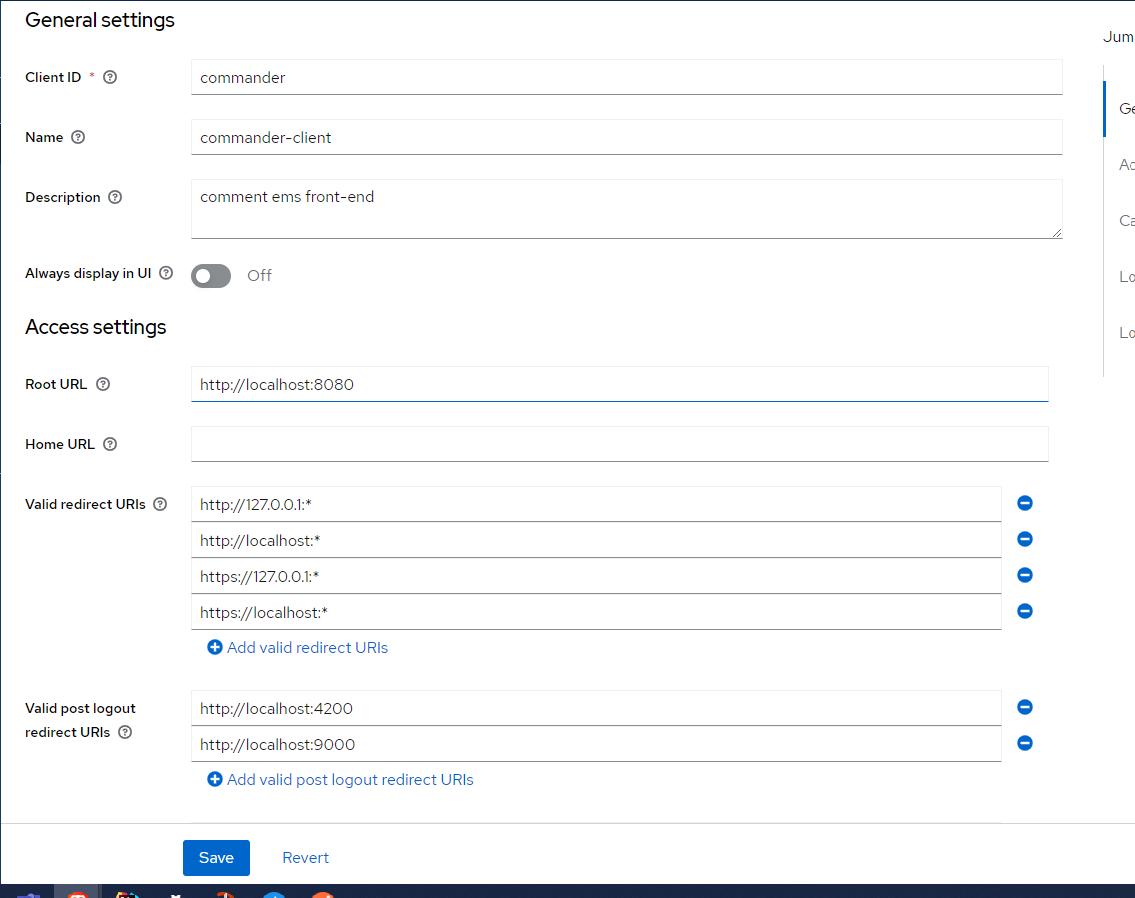 General settings
Jum
Client ID * commander
Ge
Name commander-client
Ac
Description comment ems front-end
Ca
Always display in UI Off
Lo
Access settings
Lo
Root URL http://localhost:8080
Home URL
Valid redirect URIs http://127.0.0.1:*
http://localhost:*
https://127.0.0.1:*
https://localhost:*
Add valid redirect URIs
Valid post logout redirect URIs
http://localhost:4200
http://localhost:9000
Add valid post logout redirect URIs
Save Revert